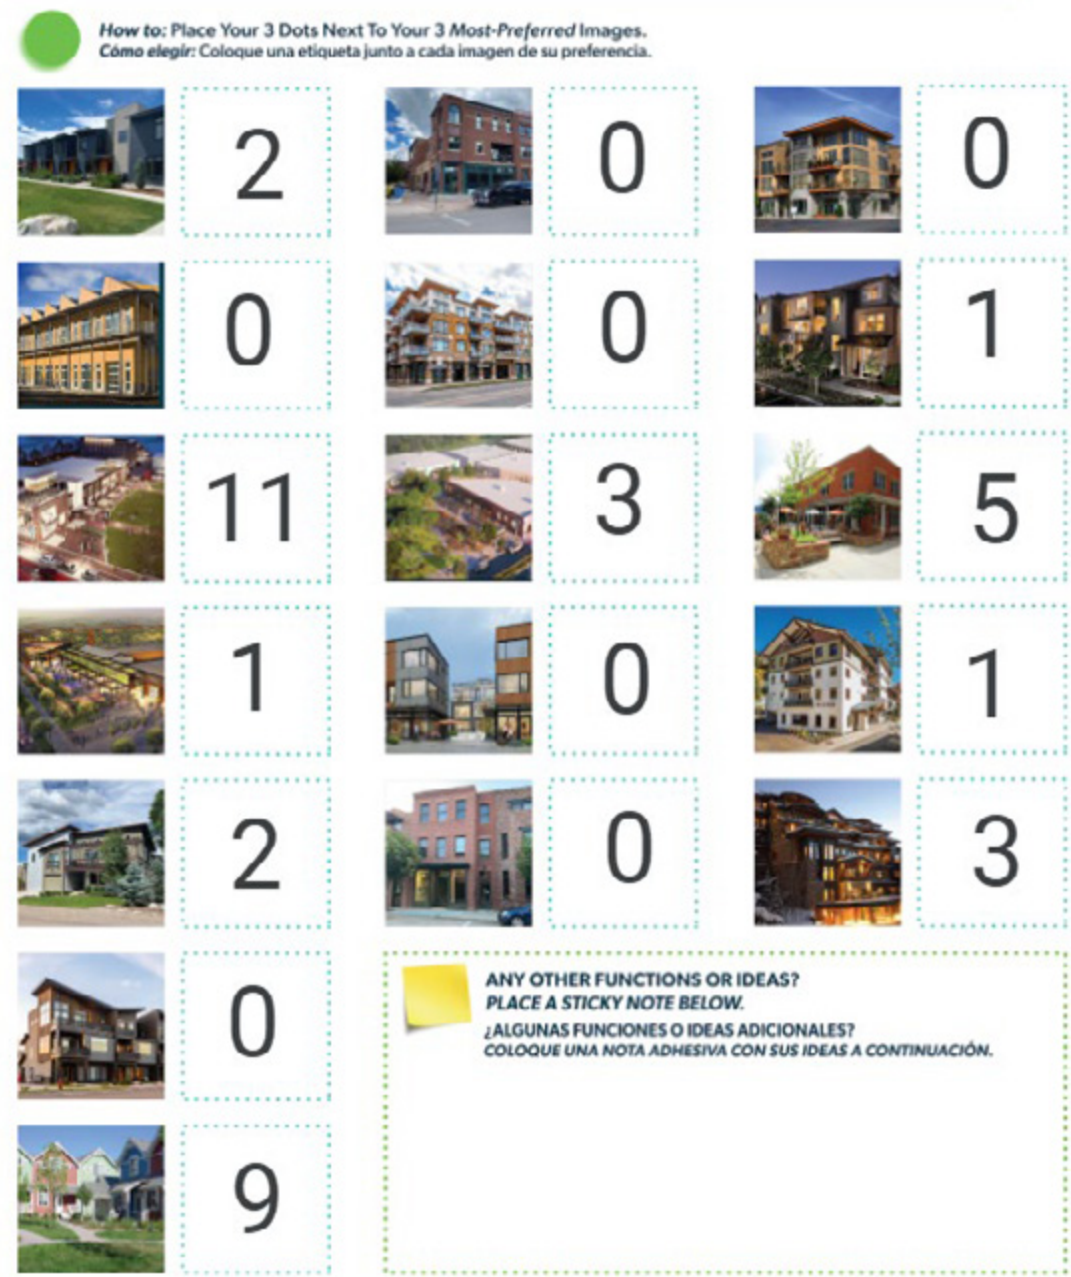 How to: Place Your 3 Dots Next To Your 3 Most-Preferred Images.
Cómo elegir: Coloque una etiqueta junto a cada imagen de su preferencia.
2
0
0
0
0
1
11
3
5
1
0
1
2
0
3
0
ANY OTHER FUNCTIONS OR IDEAS?
PLACE A STICKY NOTE BELOW.
¿ALGUNAS FUNCIONES O IDEAS ADICIONALES?
COLOQUE UNA NOTA ADHESIVA CON SUS IDEAS A CONTINUACIÓN.
9